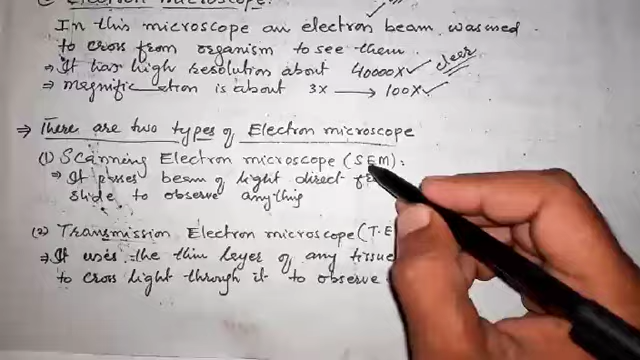 Electron microscope:
In this microscope an electron beam was used
to cross from organism to see them.
⇒ It has high resolution about 40000X ✓ clear
⇒ Magnification is about 3X → 100X ✓
⇒ There are two types of Electron microscope
(1) Scanning Electron microscope (SEM):
⇒ It passes beam of light direct
slide to observe anything
(2) Transmission Electron microscope (T.E
⇒ It uses the thin layer of any tissue
to cross light through it to observe.